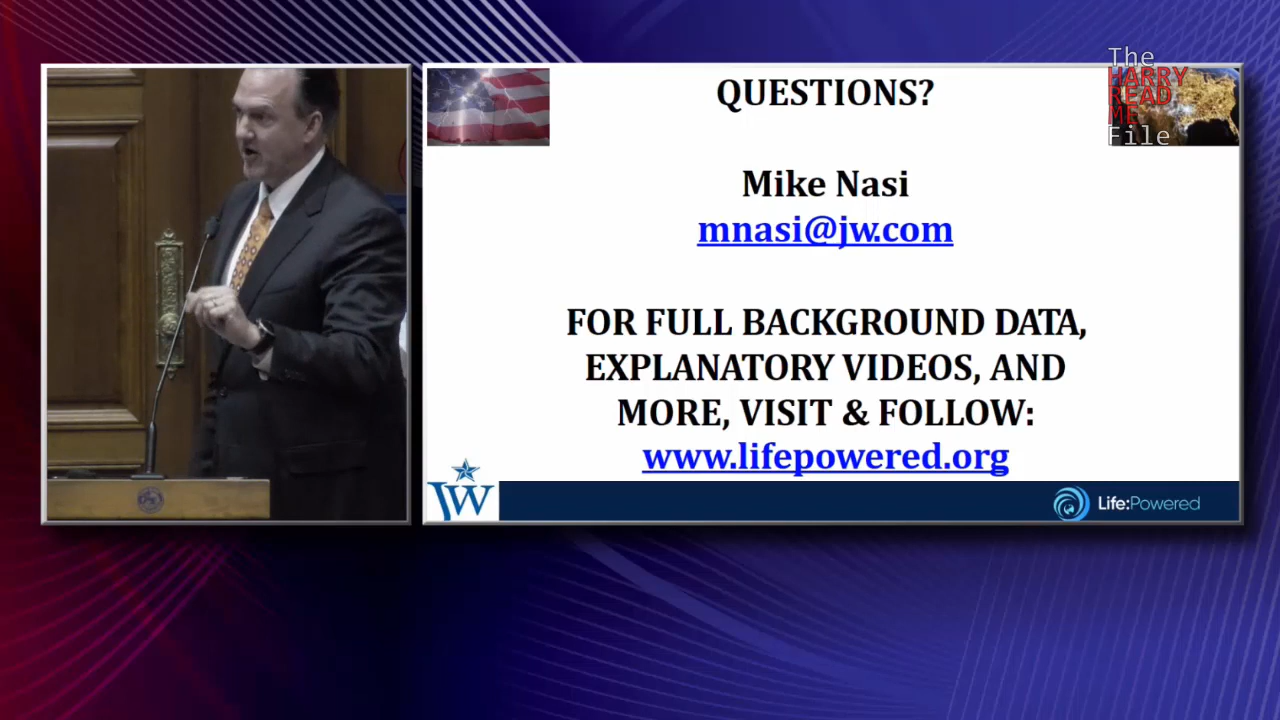 QUESTIONS?
The
HARRY
READ
ME
File
Mike Nasi
mnasi@jw.com
FOR FULL BACKGROUND DATA,
EXPLANATORY VIDEOS, AND
MORE, VISIT & FOLLOW:
www.lifepowered.org
JW
Life:Powered